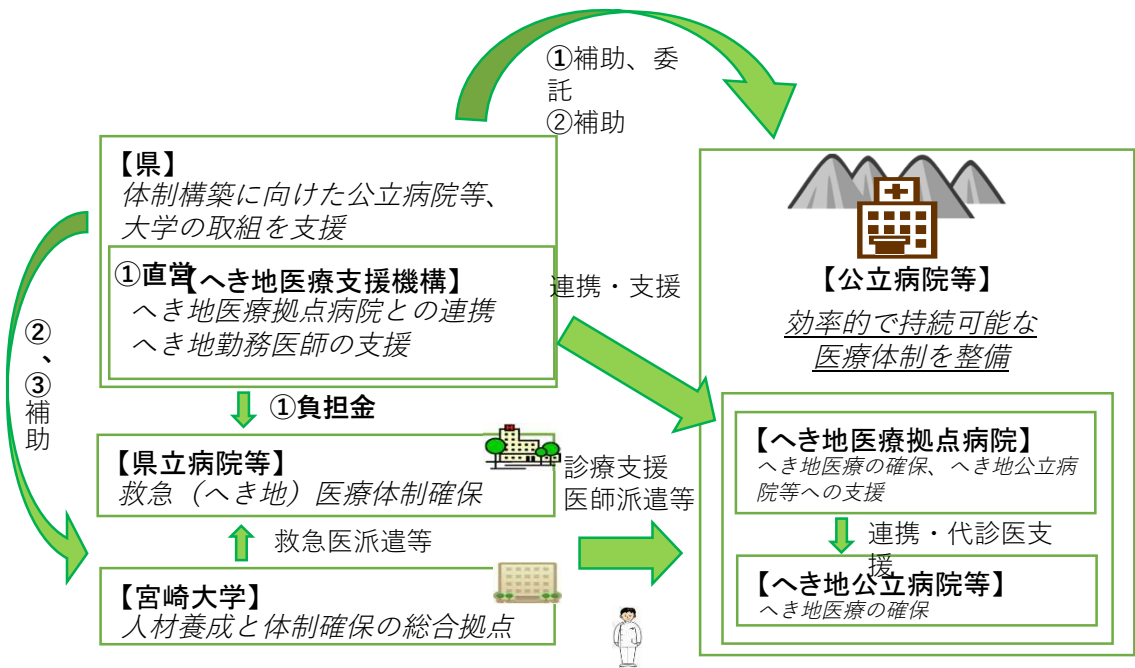 ①補助、委
託
②補助
【県】
体制構築に向けた公立病院等、
大学の取組を支援
①直営
【へき地医療支援機構】
へき地医療拠点病院との連携
へき地勤務医師の支援
②、③補助
①負担金
【県立病院等】
救急（へき地）医療体制確保
救急医派遣等
【宮崎大学】
人材養成と体制確保の総合拠点
連携・支援
診療支援
医師派遣等
【公立病院等】
効率的で持続可能な
医療体制を整備
【へき地医療拠点病院】
へき地医療の確保、へき地公立病
院等への支援
連携・代診医支
援
【へき地公立病院等】
へき地医療の確保